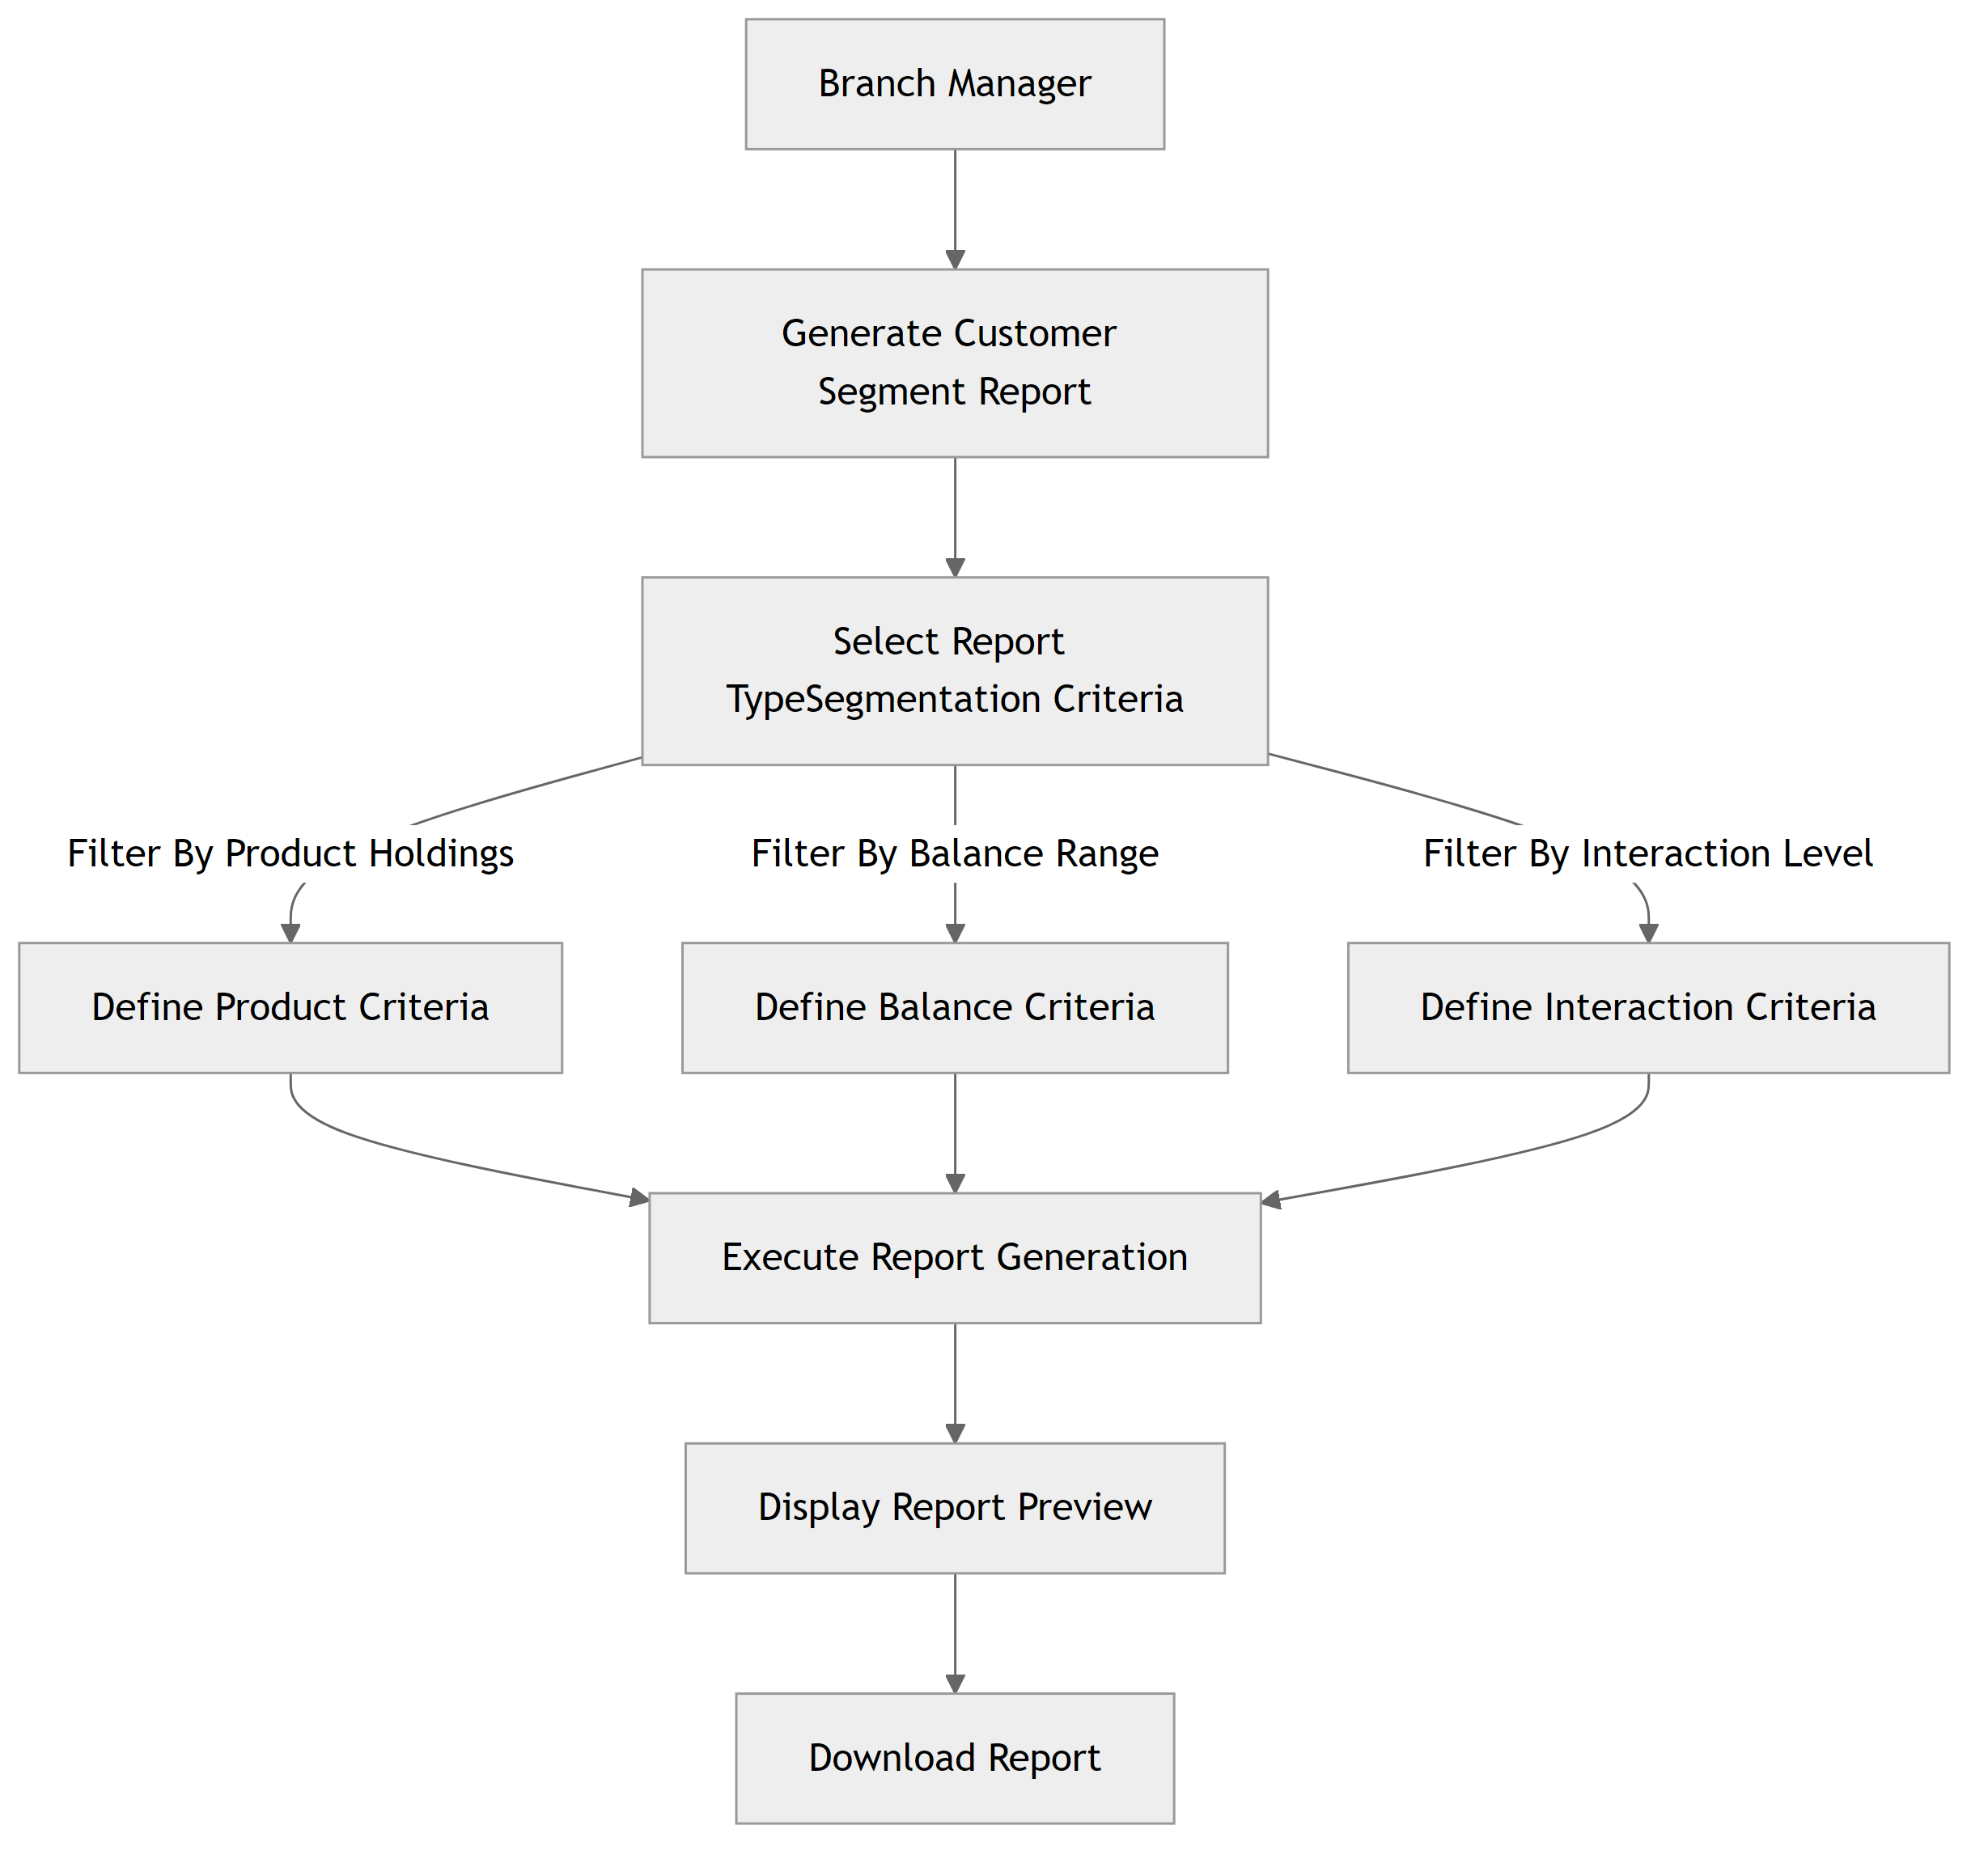 Branch Manager
Generate Customer
Segment Report
Select Report
TypeSegmentation Criteria
Filter By Product Holdings
Filter By Balance Range
Filter By Interaction Level
Define Product Criteria
Define Balance Criteria
Define Interaction Criteria
Execute Report Generation
Display Report Preview
Download Report